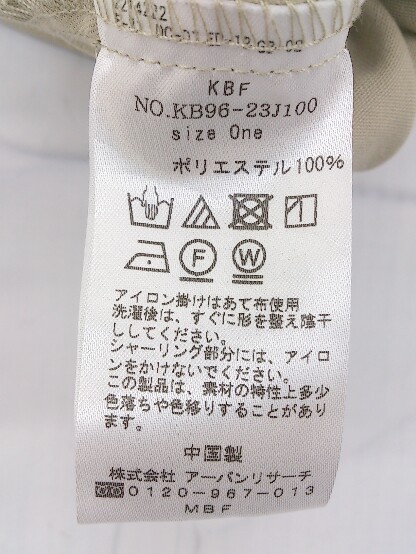 KBF
NO.KB96-23J100
size One
ポリエステル100%
F W
アイロン掛けはあて布使用
洗濯後は、すぐに形を整え陰干
ししてください。
シャーリング部分には、アイロ
ンをかけないでください。
この製品は、素材の特性上多少
色落ちや色移りすることがあり
ます。
中国製
株式会社 アーバンリサーチ
0120-967-013
MBF